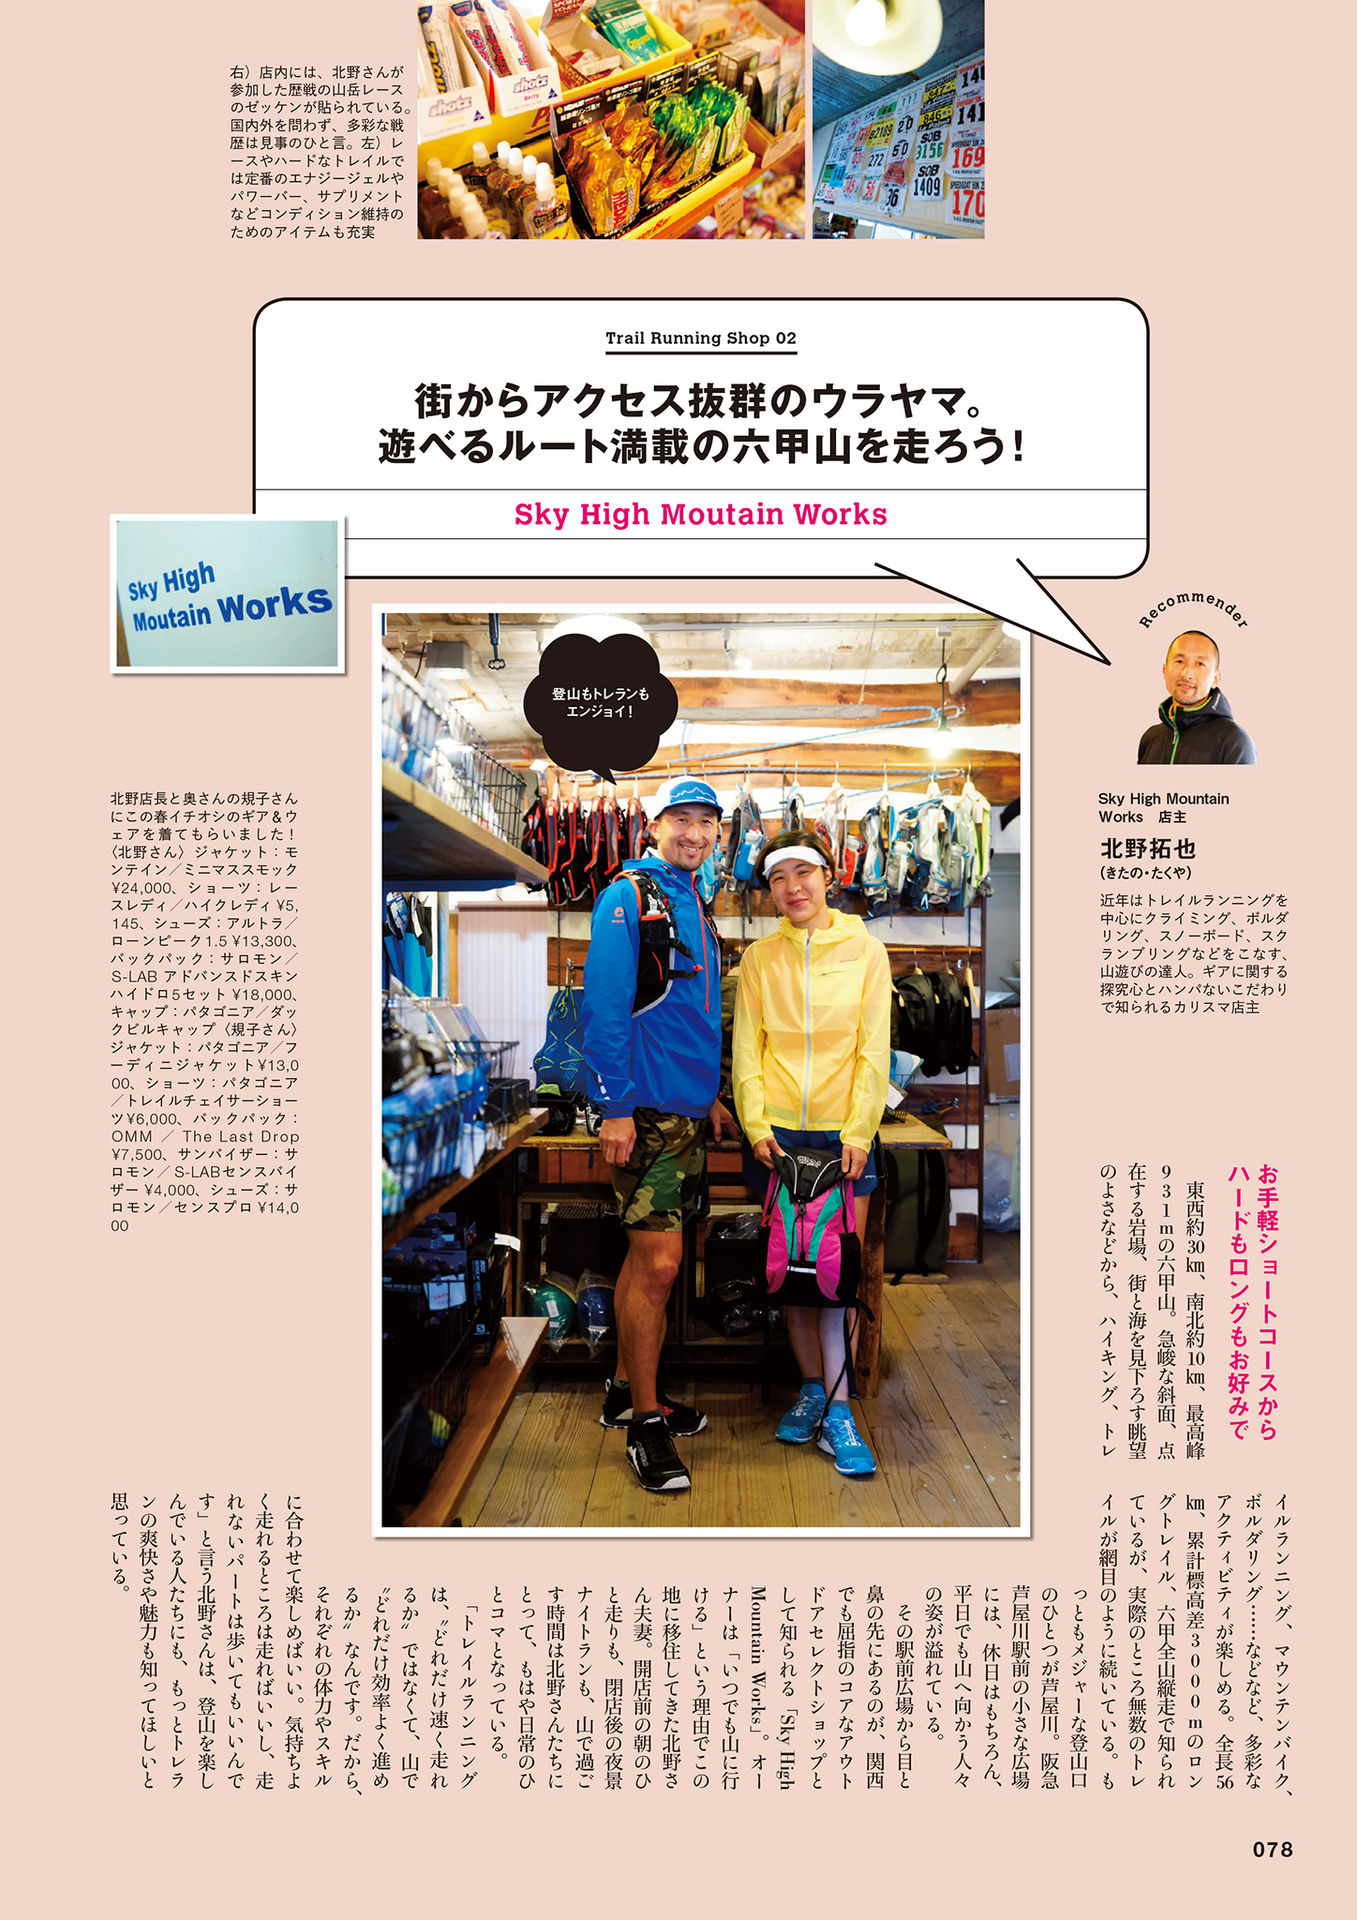 右）店内には、北野さんが
参加した歴戦の山岳レース
のゼッケンが貼られている。
国内外を問わず、多彩な戦
歴は見事のひと言。左）レ
ースやハードなトレイルで
は定番のエナジージェルや
パワーバー、サプリメント
などコンディション維持の
ためのアイテムも充実
shotz
shotz
Berry
B2189
272
SOB
3156
SOB
1409
36
141
169
170
Trail Running Shop 02
街からアクセス抜群のウラヤマ。
遊べるルート満載の六甲山を走ろう！
Sky High Moutain Works
Sky High
Moutain Works
Recommender
登山もトレランも
エンジョイ！
Sky High Mountain
Works　店主
北野拓也
（きたの・たくや）
近年はトレイルランニングを
中心にクライミング、ボルダ
リング、スノーボード、スク
ランブリングなどをこなす、
山遊びの達人。ギアに関する
探究心とハンパないこだわり
で知られるカリスマ店主
北野店長と奥さんの規子さん
にこの春イチオシのギア＆ウ
ェアを着てもらいました！
〈北野さん〉ジャケット：モ
ンテイン／ミニマススモック
¥24,000、ショーツ：レー
スレディ／ハイクレディ ¥5,
145、シューズ：アルトラ／
ローンピーク1.5 ¥13,300、
バックパック：サロモン／
S-LAB アドバンスドスキン
ハイドロ5セット ¥18,000、
キャップ：パタゴニア／ダッ
クビルキャップ〈規子さん〉
ジャケット：パタゴニア／フ
ーディニジャケット¥13,0
00、ショーツ：パタゴニア
／トレイルチェイサーショー
ツ¥6,000、バックパック：
OMM ／ The Last Drop
¥7,500、サンバイザー：サ
ロモン／S-LABセンスバイ
ザー ¥4,000、シューズ：サ
ロモン／センスプロ ¥14,0
00
お手軽ショートコースから
ハードもロングもお好みで
東西約30㎞、南北約10㎞、最高峰
931ｍの六甲山。急峻な斜面、点
在する岩場、街と海を見下ろす眺望
のよさなどから、ハイキング、トレ
イルランニング、マウンテンバイク、
ボルダリング……などなど、多彩な
アクティビティが楽しめる。全長56
㎞、累計標高差3000ｍのロン
グトレイル、六甲全山縦走で知られ
ているが、実際のところ無数のトレ
イルが網目のように続いている。も
っともメジャーな登山口
のひとつが芦屋川。阪急
芦屋川駅前の小さな広場
には、休日はもちろん、
平日でも山へ向かう人々
の姿が溢れている。
その駅前広場から目と
鼻の先にあるのが、関西
でも屈指のコアなアウト
ドアセレクトショップと
して知られる「Sky High
Mountain Works」。オー
ナーは「いつでも山に行
ける」という理由でこの
地に移住してきた北野さ
ん夫妻。開店前の朝のひ
と走りも、閉店後の夜景
ナイトランも、山で過ご
す時間は北野さんたちに
とって、もはや日常のひ
とコマとなっている。
「トレイルランニング
は、〝どれだけ速く走れ
るか〟ではなくて、山で
〝どれだけ効率よく進め
るか〟なんです。だから、
それぞれの体力やスキル
に合わせて楽しめばいい。気持ちよ
く走れるところは走ればいいし、走
れないパートは歩いてもいいんで
す」と言う北野さんは、登山を楽し
んでいる人たちにも、もっとトレラ
ンの爽快さや魅力も知ってほしいと
思っている。
078